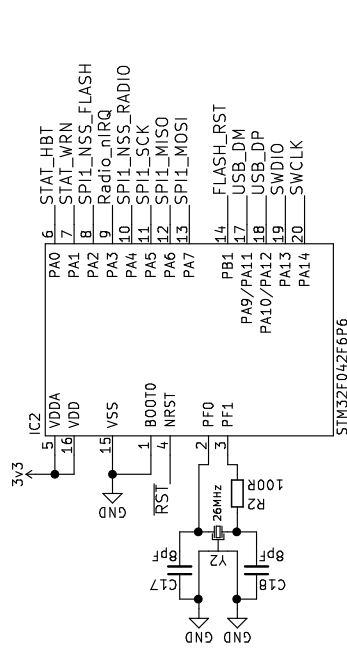 IC2
3v3
5
VDDA
16
VDD
15
VSS
GND
1
BOOT0
4
NRST
RST
2
PF0
3
PF1
PA0
6
STAT_HBT
PA1
7
STAT_WRN
PA2
8
SPI1_NSS_FLASH
PA3
9
Radio_nIRQ
PA4
10
SPI1_NSS_RADIO
PA5
11
SPI1_SCK
PA6
12
SPI1_MISO
PA7
13
SPI1_MOSI
PB1
14
FLASH_RST
PA9/PA11
17
USB_DM
PA10/PA12
18
USB_DP
PA13
19
SWDIO
PA14
20
SWCLK
STM32F042F6P6
C17
8pF
Y2
26MHz
R2
100R
C18
8pF
GND
GND